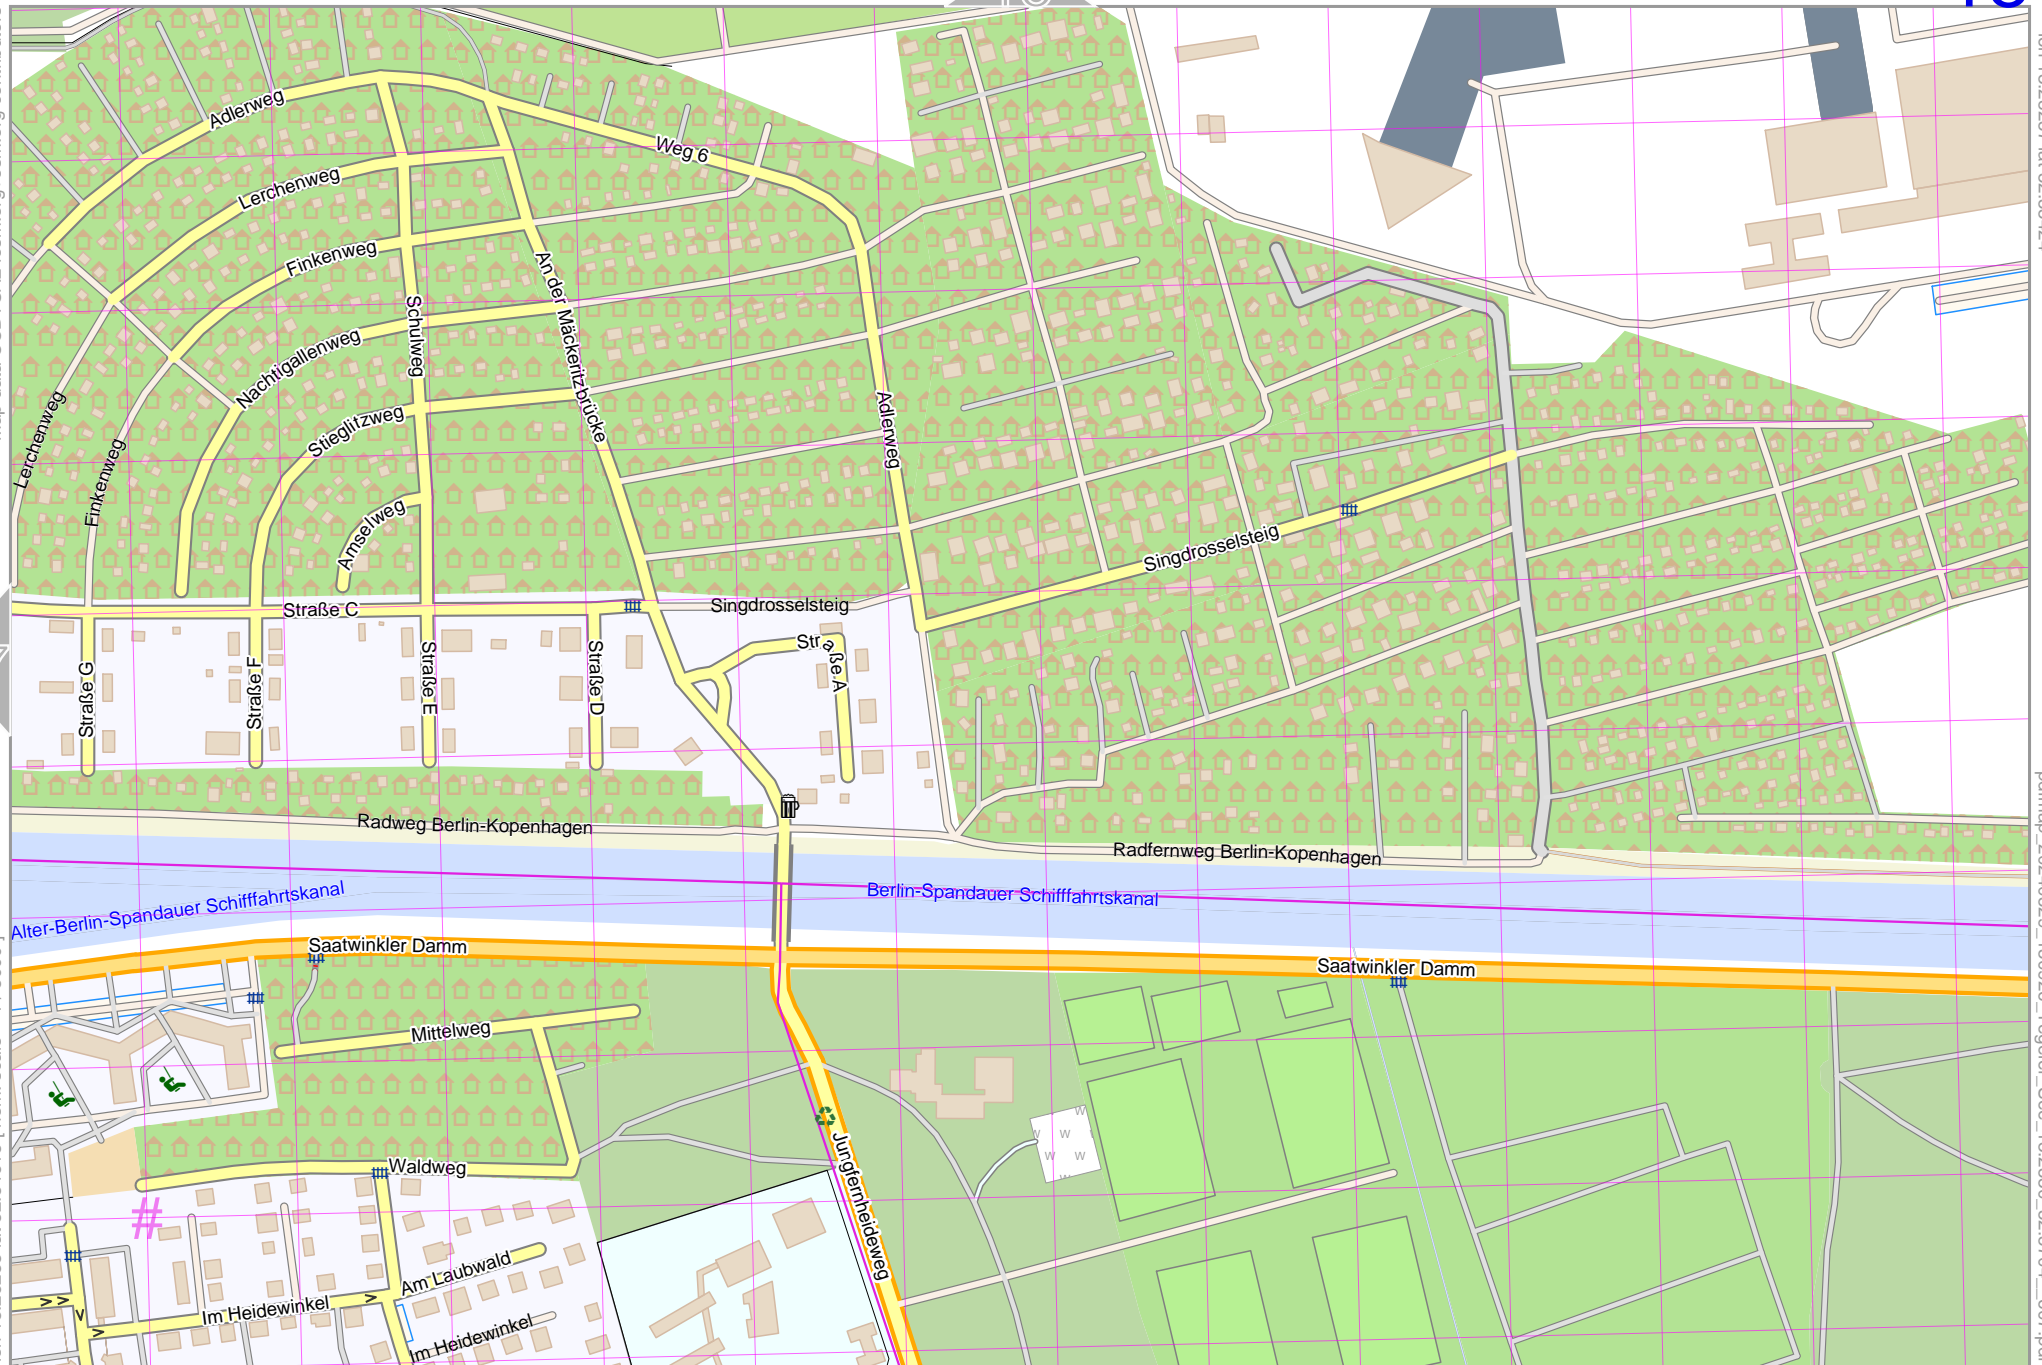 Adlerweg
Weg 6
Lerchenweg
Finkenweg
An der Mäckeritzbrücke
Schulweg
Nachtigallenweg
Adlerweg
Lerchenweg
Stieglitzweg
Finkenweg
Amselweg
Singdrosselsteig
Straße C
Singdrosselsteig
Straße A
Straße G
Straße F
Straße E
Straße D
Radweg Berlin-Kopenhagen
Radfernweg Berlin-Kopenhagen
Alter-Berlin-Spandauer Schifffahrtskanal
Berlin-Spandauer Schifffahrtskanal
Saatwinkler Damm
Saatwinkler Damm
Mittelweg
Waldweg
Jungfernheideweg
Am Laubwald
Im Heidewinkel
Im Heidewinkel